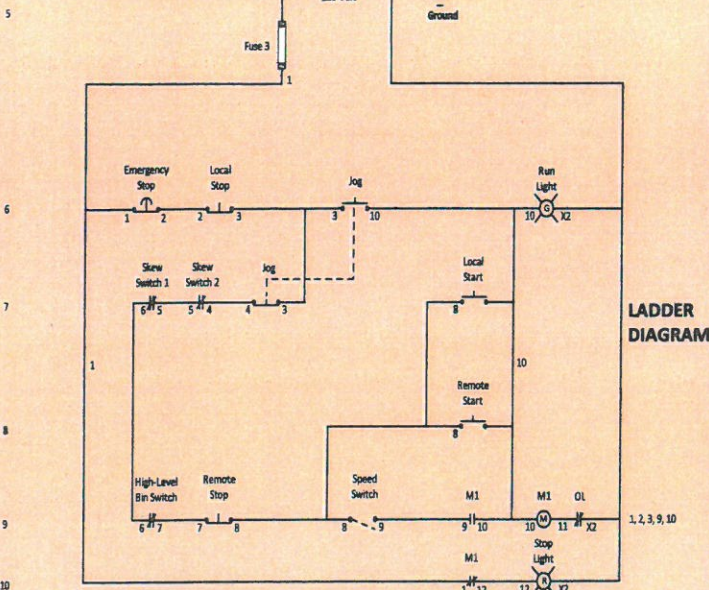 5
Ground
Fuse 3
1
Emergency Stop
Local Stop
Jog
Run Light
6
1 2 2 3 3 10 10 G X2
Skew Switch 1
Skew Switch 2
Jog
Local Start
7
6 5 5 4 4 3 8
LADDER
DIAGRAM
1
10
Remote Start
8
8
High-Level Bin Switch
Remote Stop
Speed Switch
M1
M1
OL
9
6 7 7 8 8 9 9 10 10 M 11 X2
1, 2, 3, 9, 10
M1
Stop Light
10
1 12 12 R X2